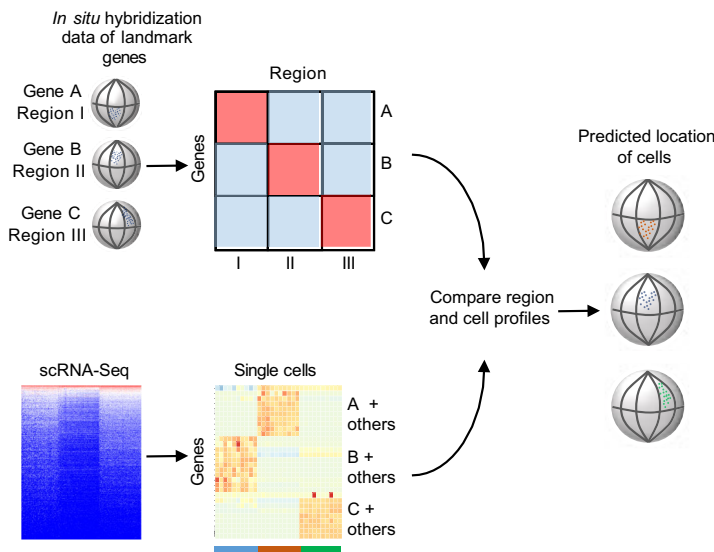 In situ hybridization
data of landmark
genes
Gene A
Region I
Gene B
Region II
Gene C
Region III
Region
Genes
A
B
C
I II III
Predicted location
of cells
Compare region
and cell profiles
scRNA-Seq
Single cells
Genes
A +
others
B +
others
C +
others